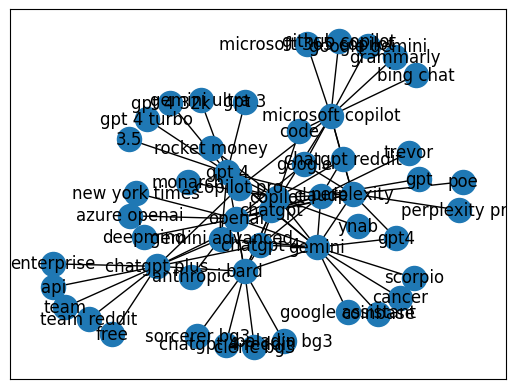 github copilot
microsoft 365 copilot
google gemini
grammarly
bing chat
gpt 4 32k
gemini ultra
gpt 3
gpt 4 turbo
microsoft copilot
3.5
code
rocket money
trevor
google
chatgpt reddit
gpt 4
monarch
gpt
poe
copilot pro
new york times
copilot
claude
perplexity
chatgpt
azure openai
openai
ynab
deepmind
gemini advanced
gpt4
chatgpt 4
gemini
enterprise
chatgpt plus
bard
anthropic
scorpio
api
cancer
team
google assistant
coinbase
team reddit
free
sorcerer bg3
paladin bg3
chatgpt 4 reddit
cleric bg3